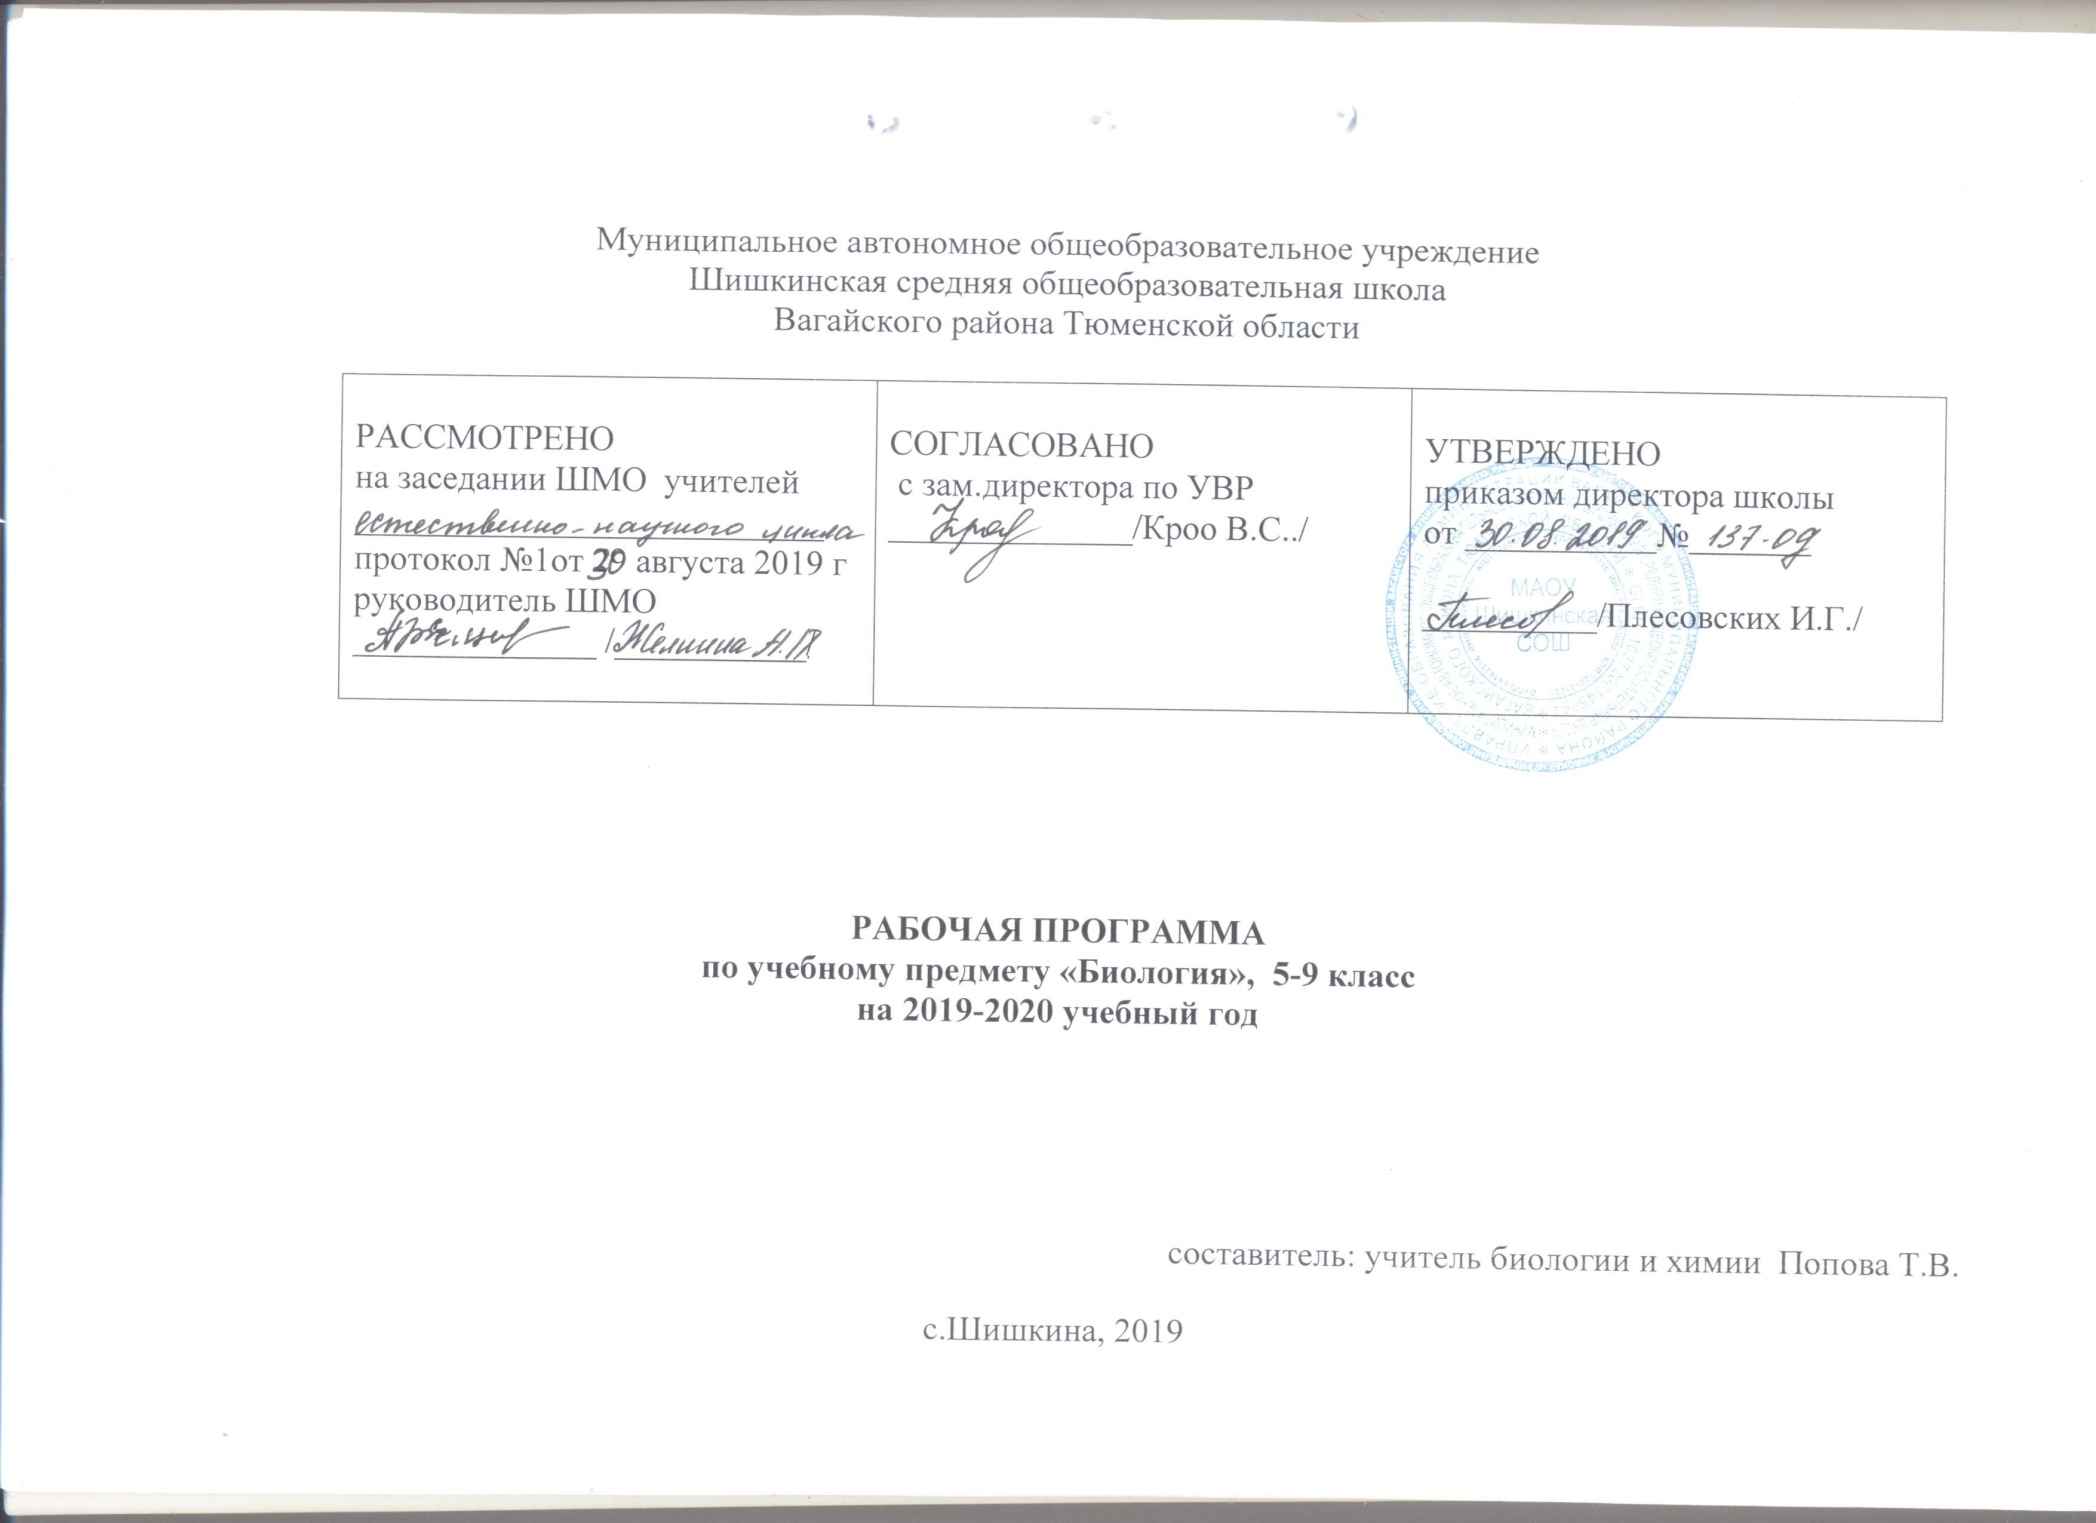 Муниципальное автономное общеобразовательное учреждение
Шишкинская средняя общеобразовательная школа
Вагайского района Тюменской области
РАССМОТРЕНО
на заседании ШМО  учителей
естественно-научного цикла
протокол №1от 30 августа 2019 г
руководитель ШМО
/
СОГЛАСОВАНО
с зам.директора по УВР
/Кроо В.С../
УТВЕРЖДЕНО
приказом директора школы
от 30.08.2019 № 137-од
/Плесовских И.Г./
МАОУ
Шишкинская
СОШ
РАБОЧАЯ ПРОГРАММА
по учебному предмету «Биология»,  5-9 класс
на 2019-2020 учебный год
составитель: учитель биологии и химии  Попова Т.В.
с.Шишкина, 2019